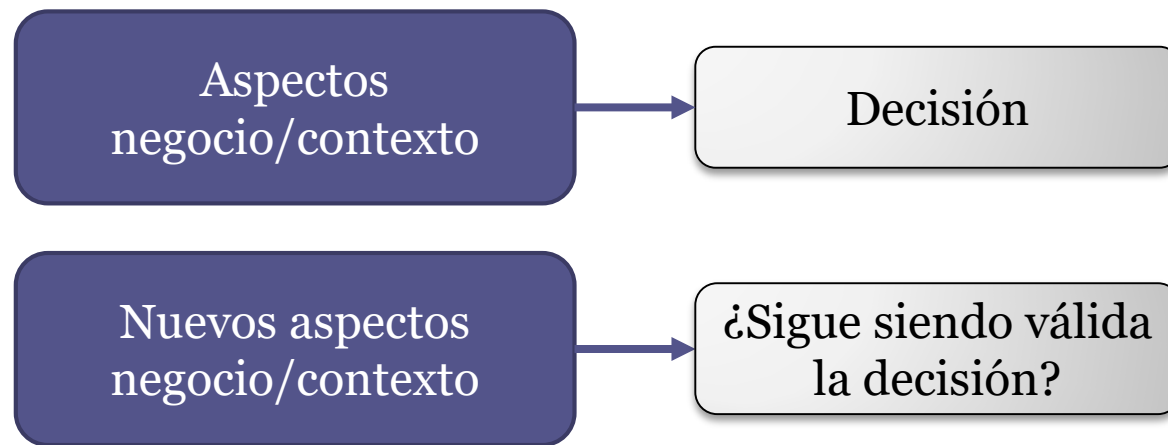 Aspectos
negocio/contexto
Decisión
Nuevos aspectos
negocio/contexto
¿Sigue siendo válida
la decisión?